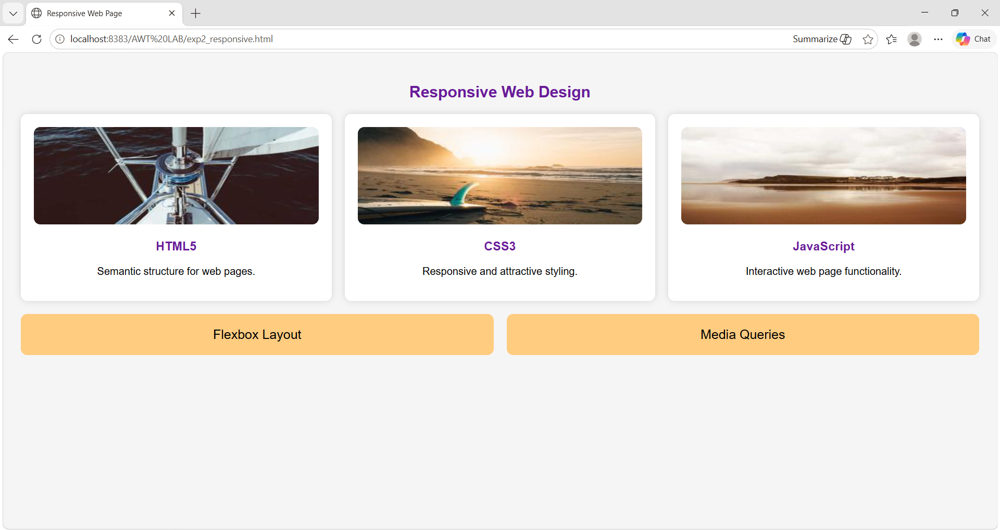 Responsive Web Page
localhost:8383/AWT%20LAB/exp2_responsive.html
Summarize
Chat
Responsive Web Design
HTML5
Semantic structure for web pages.
CSS3
Responsive and attractive styling.
JavaScript
Interactive web page functionality.
Flexbox Layout
Media Queries